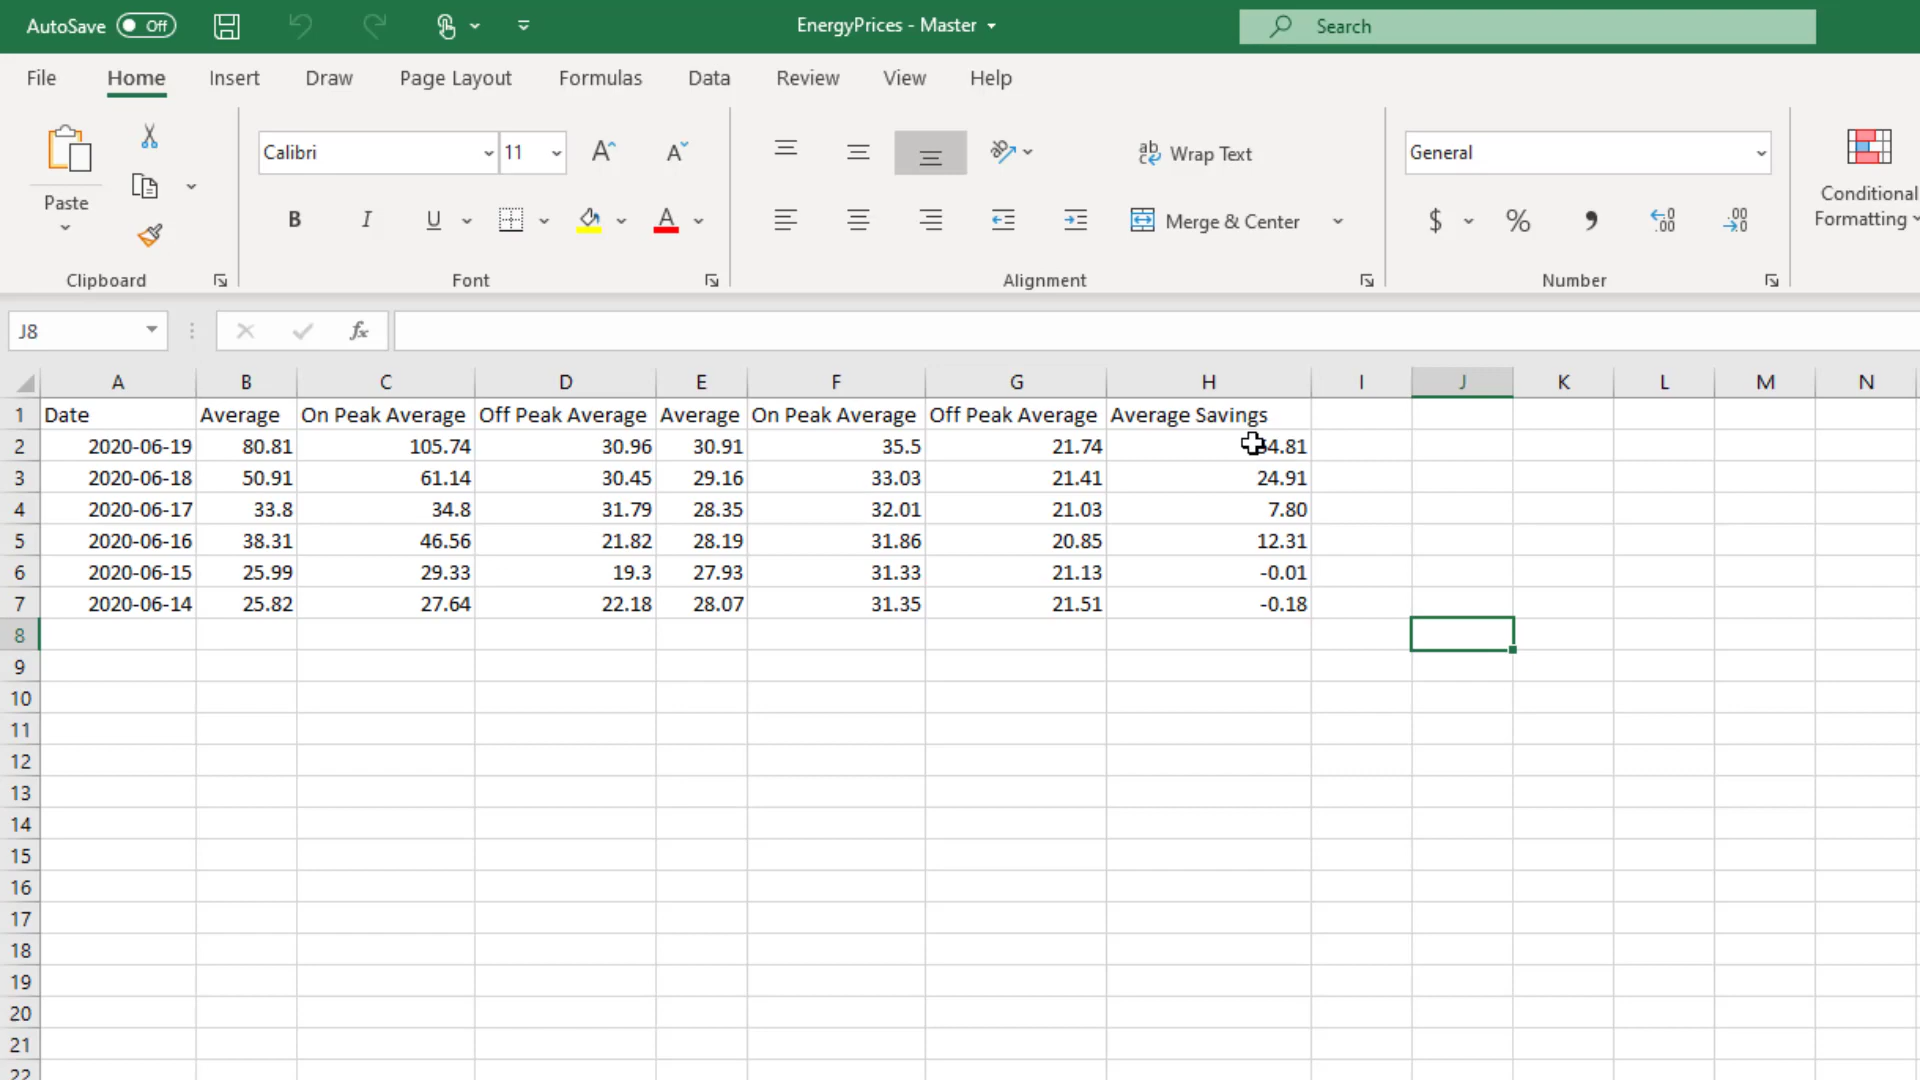 AutoSave Off EnergyPrices - Master Search
File Home Insert Draw Page Layout Formulas Data Review View Help
Paste Calibri 11 Wrap Text General Conditional Formatting
B I U A Merge & Center $ % 9 .00 .00
Clipboard Font Alignment Number
J8 fx
A B C D E F G H I J K L M N
1 Date Average On Peak Average Off Peak Average Average On Peak Average Off Peak Average Average Savings
2 2020-06-19 80.81 105.74 30.96 30.91 35.5 21.74
3 2020-06-18 50.91 61.14 30.45 29.16 33.03 21.41 24.91
4 2020-06-17 33.8 34.8 31.79 28.35 32.01 21.03 7.80
5 2020-06-16 38.31 46.56 21.82 28.19 31.86 20.85 12.31
6 2020-06-15 25.99 29.33 19.3 27.93 31.33 21.13 -0.01
7 2020-06-14 25.82 27.64 22.18 28.07 31.35 21.51 -0.18
8
9
10
11
12
13
14
15
16
17
18
19
20
21
22